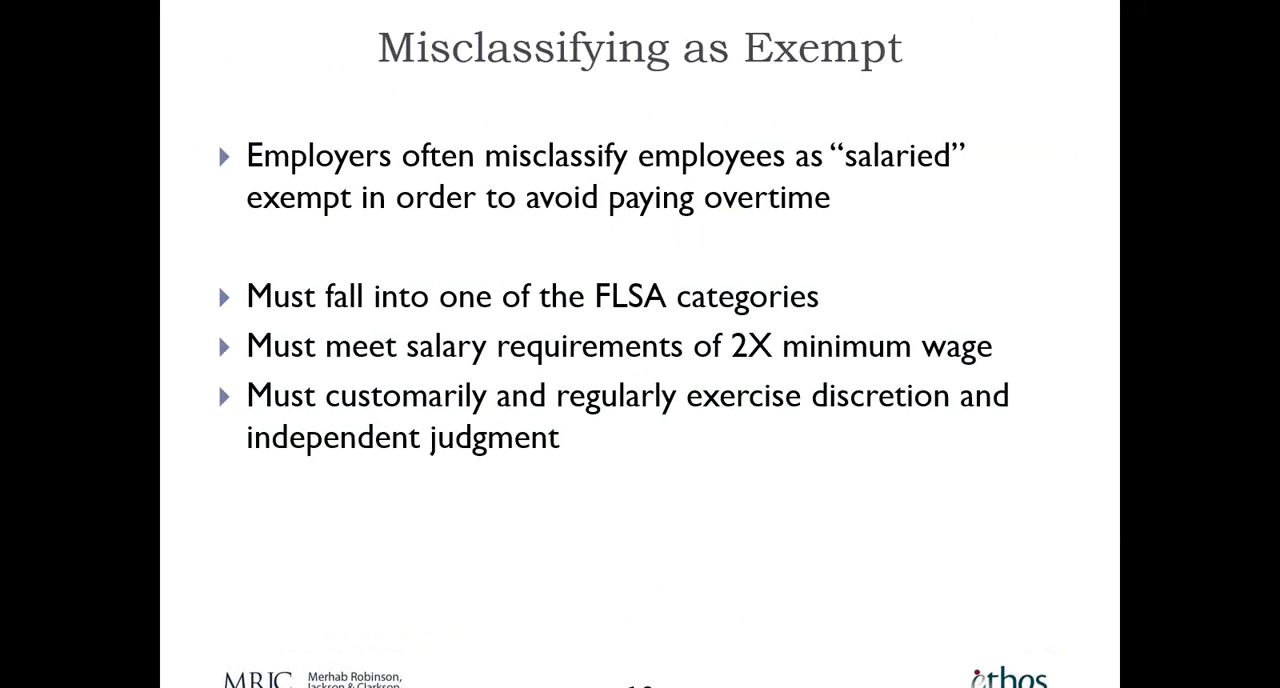 Misclassifying as Exempt
Employers often misclassify employees as “salaried”
exempt in order to avoid paying overtime
Must fall into one of the FLSA categories
Must meet salary requirements of 2X minimum wage
Must customarily and regularly exercise discretion and
independent judgment
MRJC
Merhab Robinson,
Jackson & Clarkson
ethos